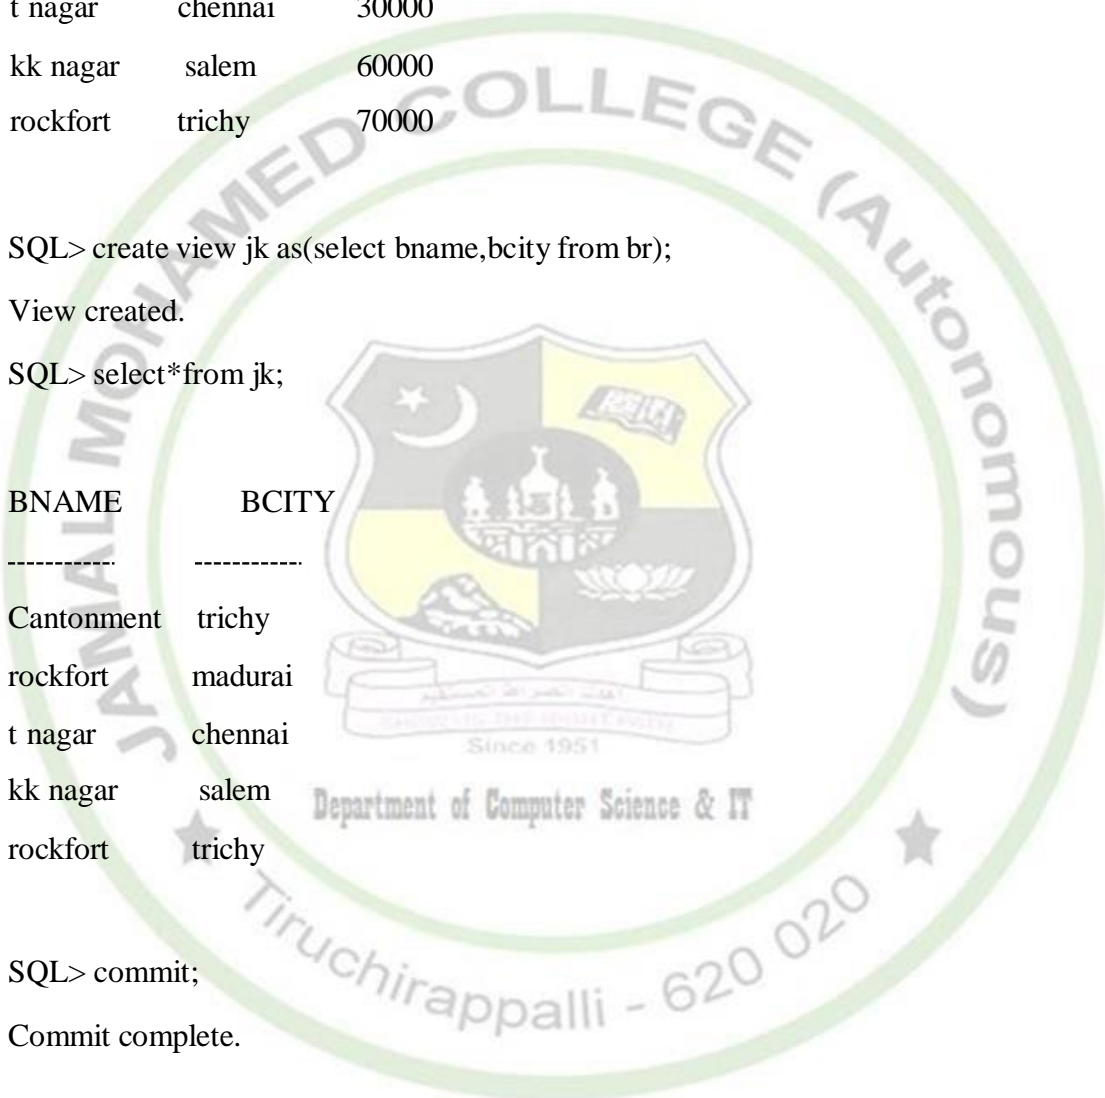 t nagar chennai 30000
kk nagar salem 60000
rockfort trichy 70000
SQL> create view jk as(select bname,bcity from br);
View created.
SQL> select*from jk;
BNAME BCITY
----------- -----------
Cantonment trichy
rockfort madurai
t nagar chennai
kk nagar salem
rockfort trichy
SQL> commit;
Commit complete.
JAMAL MOHAMED COLLEGE (Autonomous)
Since 1951
Department of Computer Science & IT
Tiruchirappalli - 620 020